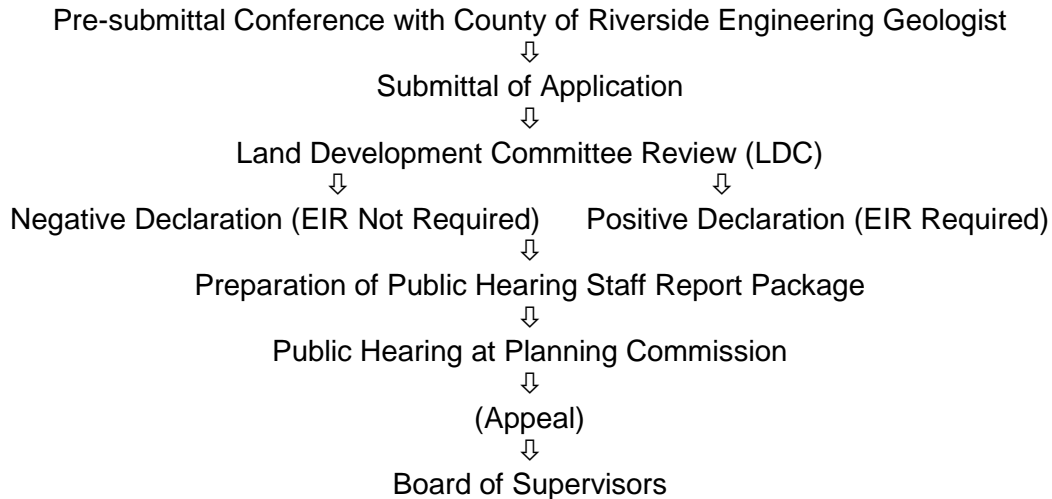 Pre-submittal Conference with County of Riverside Engineering Geologist
⇩
Submittal of Application
⇩
Land Development Committee Review (LDC)
⇩ ⇩
Negative Declaration (EIR Not Required) Positive Declaration (EIR Required)
⇩
Preparation of Public Hearing Staff Report Package
⇩
Public Hearing at Planning Commission
⇩
(Appeal)
⇩
Board of Supervisors